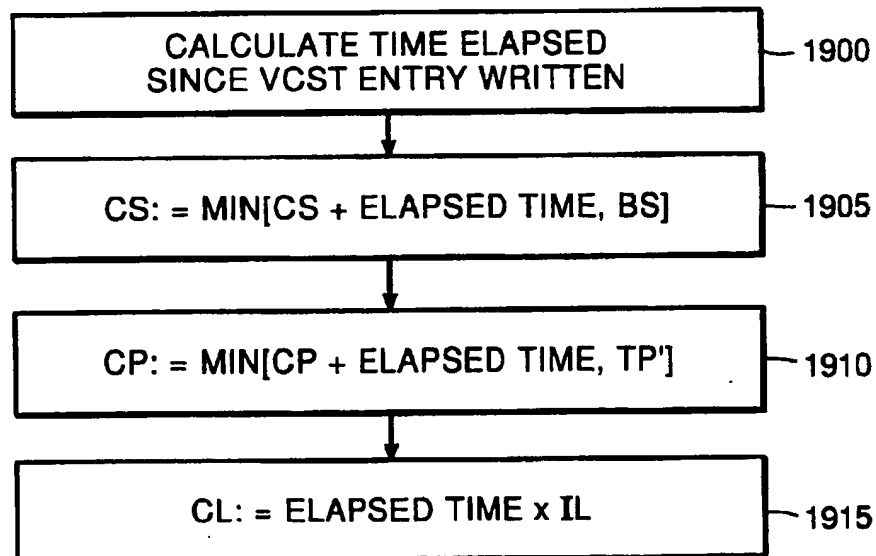 CALCULATE TIME ELAPSED
SINCE VCST ENTRY WRITTEN
1900
CS: = MIN[CS + ELAPSED TIME, BS]
1905
CP: = MIN[CP + ELAPSED TIME, TP']
1910
CL: = ELAPSED TIME x IL
1915